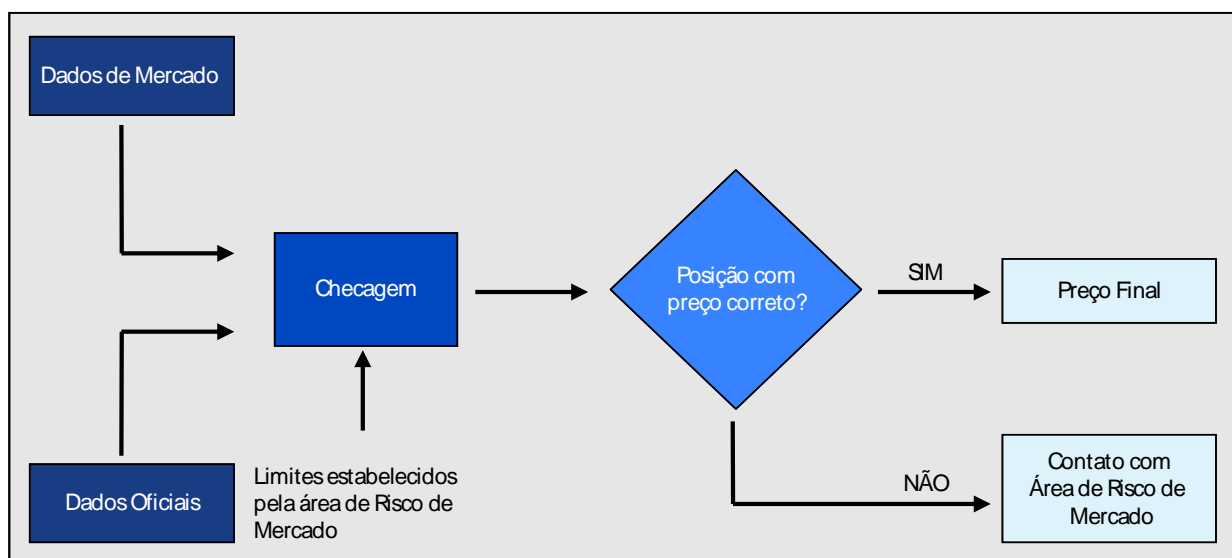 Dados de Mercado
Checagem
Posição com
preço correto?
SIM
Preço Final
Dados Oficiais
Limites estabelecidos
pela área de Risco de
Mercado
NÃO
Contato com
Área de Risco de
Mercado